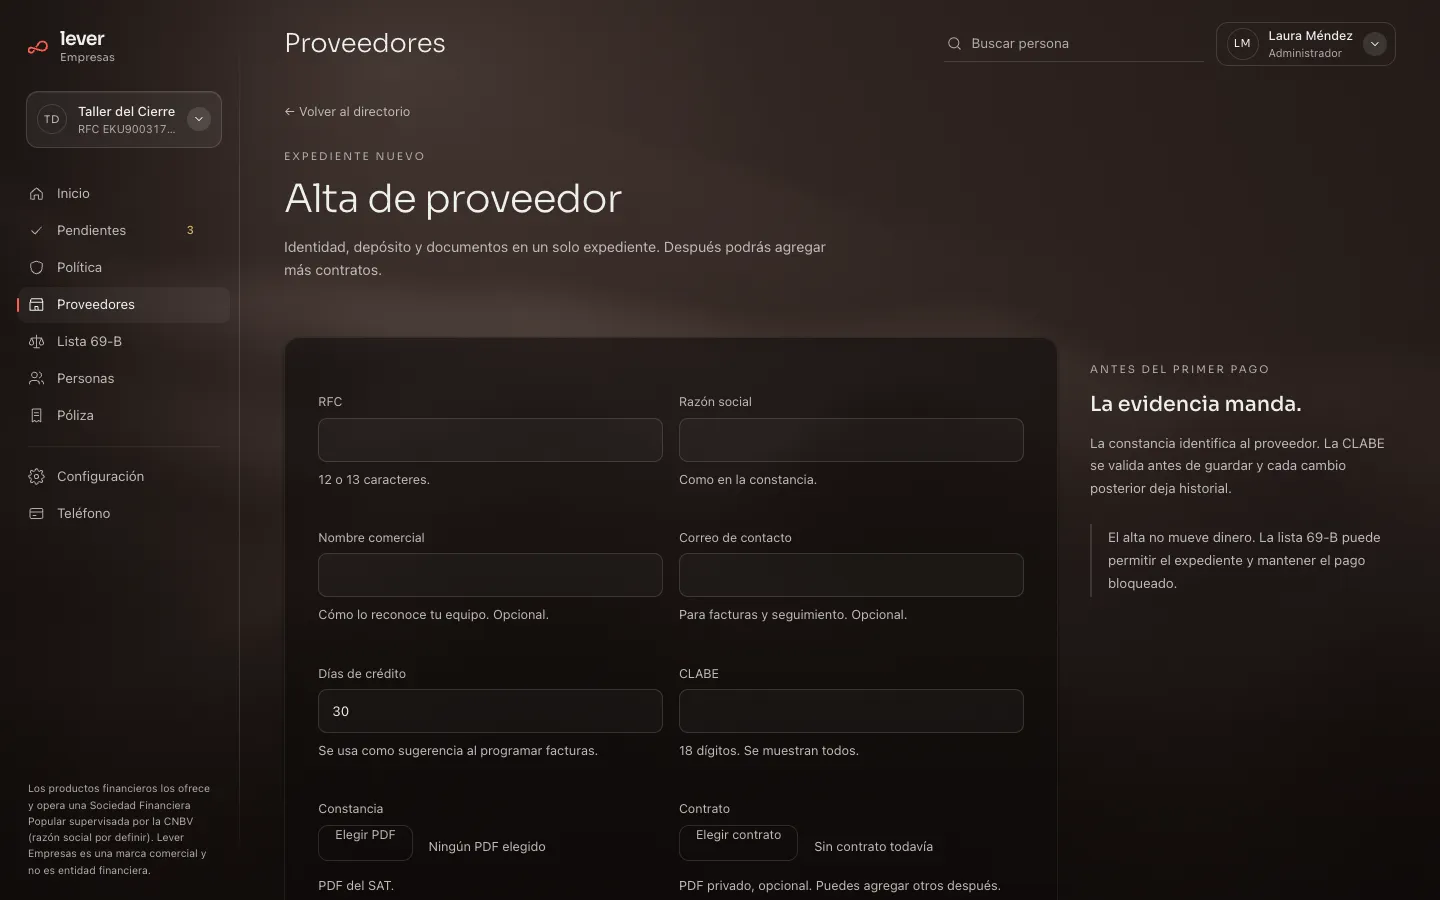 lever
Empresas
TD
Taller del Cierre
RFC EKU900317...
Inicio
Pendientes
3
Política
Proveedores
Lista 69-B
Personas
Póliza
Configuración
Teléfono
Los productos financieros los ofrece
y opera una Sociedad Financiera
Popular supervisada por la CNBV
(razón social por definir). Lever
Empresas es una marca comercial y
no es entidad financiera.
Proveedores
Buscar persona
LM
Laura Méndez
Administrador
← Volver al directorio
EXPEDIENTE NUEVO
Alta de proveedor
Identidad, depósito y documentos en un solo expediente. Después podrás agregar
más contratos.
RFC
12 o 13 caracteres.
Razón social
Como en la constancia.
Nombre comercial
Cómo lo reconoce tu equipo. Opcional.
Correo de contacto
Para facturas y seguimiento. Opcional.
Días de crédito
30
Se usa como sugerencia al programar facturas.
CLABE
18 dígitos. Se muestran todos.
Constancia
Elegir PDF
Ningún PDF elegido
PDF del SAT.
Contrato
Elegir contrato
Sin contrato todavía
PDF privado, opcional. Puedes agregar otros después.
ANTES DEL PRIMER PAGO
La evidencia manda.
La constancia identifica al proveedor. La CLABE
se valida antes de guardar y cada cambio
posterior deja historial.
El alta no mueve dinero. La lista 69-B puede
permitir el expediente y mantener el pago
bloqueado.